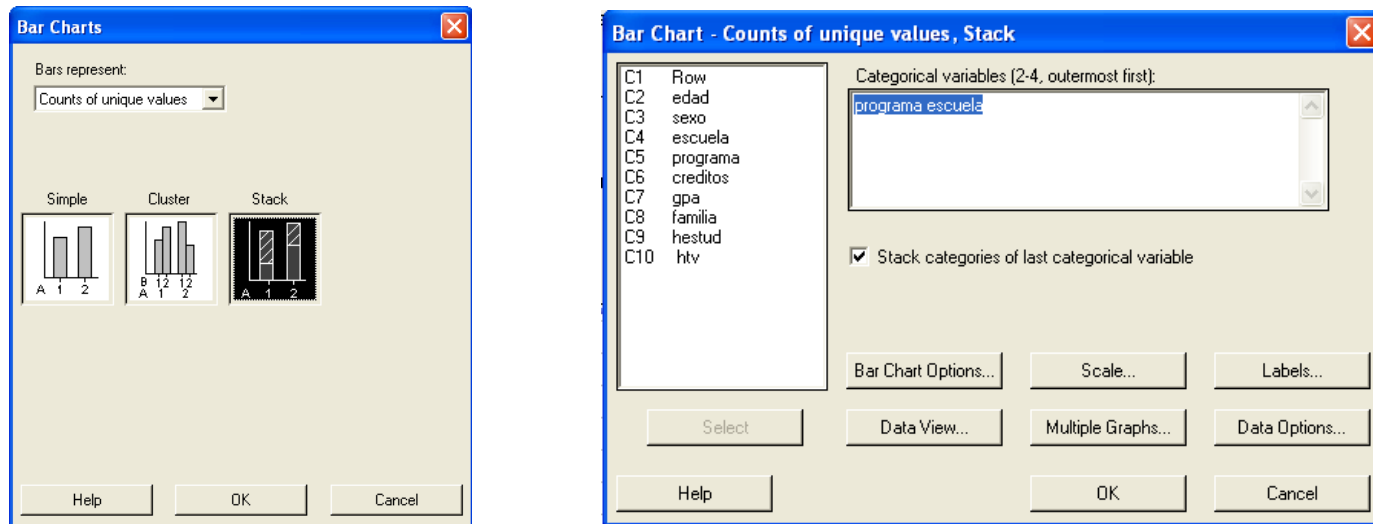 Bar Charts
Bars represent:
Counts of unique values
Simple
Cluster
Stack
A 1 2
B 12 12
A 1 2
A 1 2
Help
OK
Cancel
Bar Chart - Counts of unique values, Stack
C1 Row
C2 edad
C3 sexo
C4 escuela
C5 programa
C6 creditos
C7 gpa
C8 familia
C9 hestud
C10 htv
Categorical variables (2-4, outermost first):
programa escuela
Stack categories of last categorical variable
Bar Chart Options...
Scale...
Labels...
Select
Data View...
Multiple Graphs...
Data Options...
Help
OK
Cancel